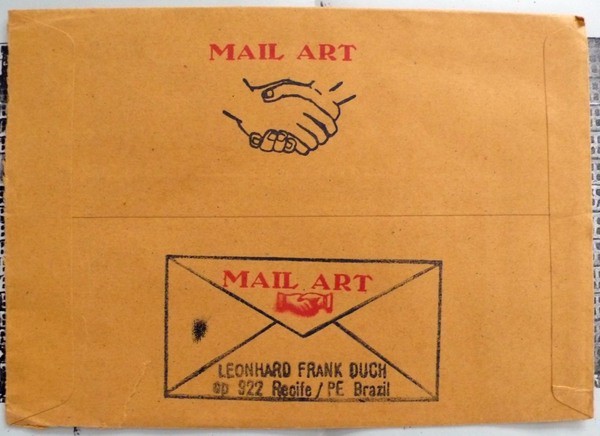 MAIL ART
MAIL ART
LEONHARD FRANK DUCH
cp 922 Recife / PE Brazil